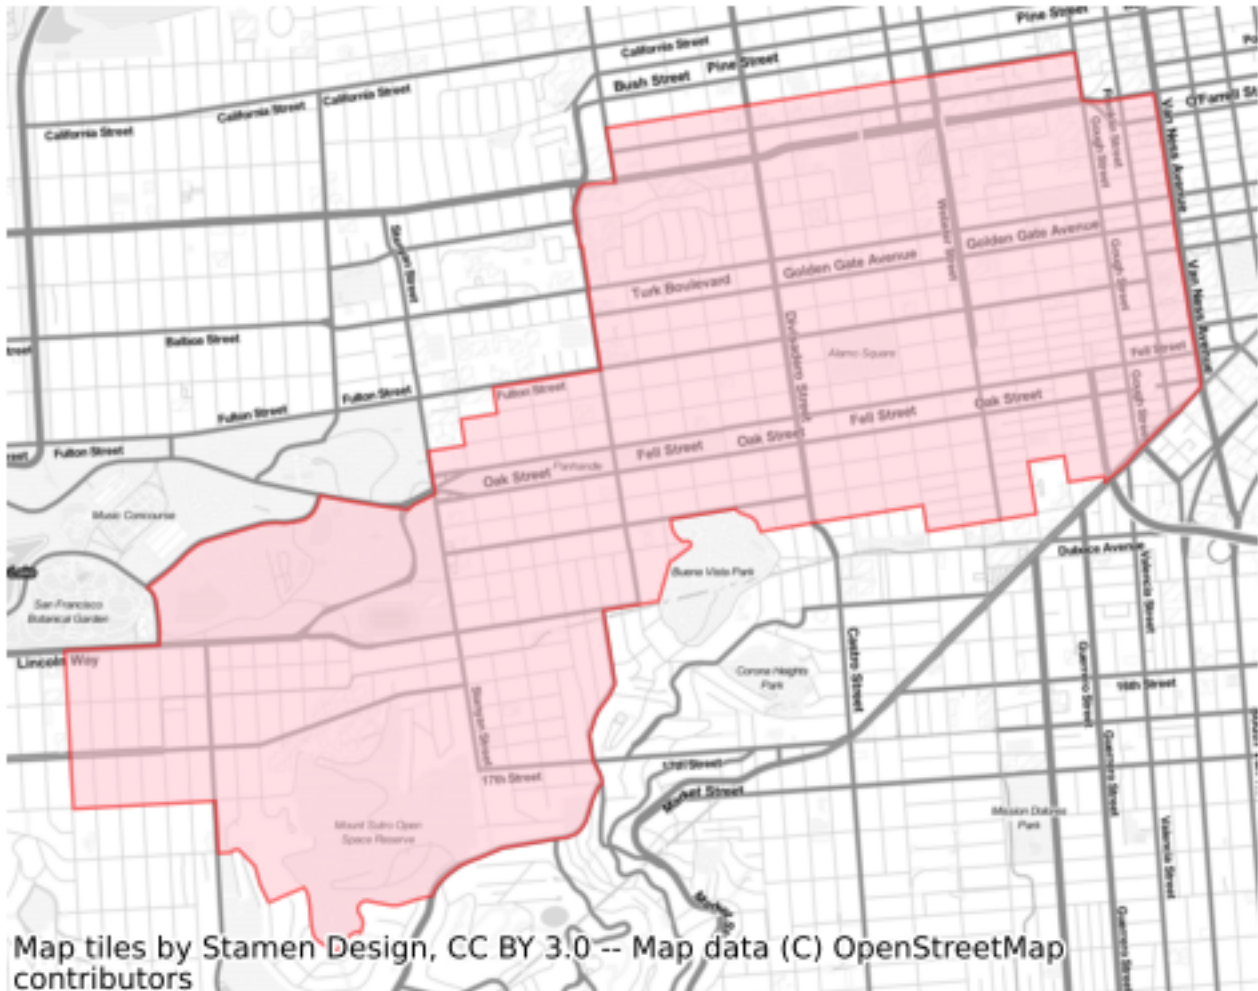 Pine Street
California Street
Pine Street
Bush Street
California Street
California Street
O'Farrell St
California Street
Franklin Street
Gough Street
Van Ness Avenue
Webster Street
Stanyan Street
Golden Gate Avenue
Golden Gate Avenue
Gough Street
Van Ness Avenue
Turk Boulevard
Divisadero Street
Balboa Street
Fell Street
Alamo Square
Fulton Street
Fulton Street
Gough Street
Oak Street
Fulton Street
Fell Street
Oak Street
Fell Street
Fulton Street
Panhandle
Oak Street
Music Concourse
Duboce Avenue
Valencia Street
Buena Vista Park
San Francisco
Botanical Garden
Lincoln Way
Castro Street
Guerrero Street
Corona Heights
Park
16th Street
Stanyan Street
17th Street
17th Street
Guerrero Street
Market Street
Mission Dolores
Park
Valencia Street
Mount Sutro Open
Space Reserve
Guerrero Street
Map tiles by Stamen Design, CC BY 3.0 -- Map data (C) OpenStreetMap
contributors